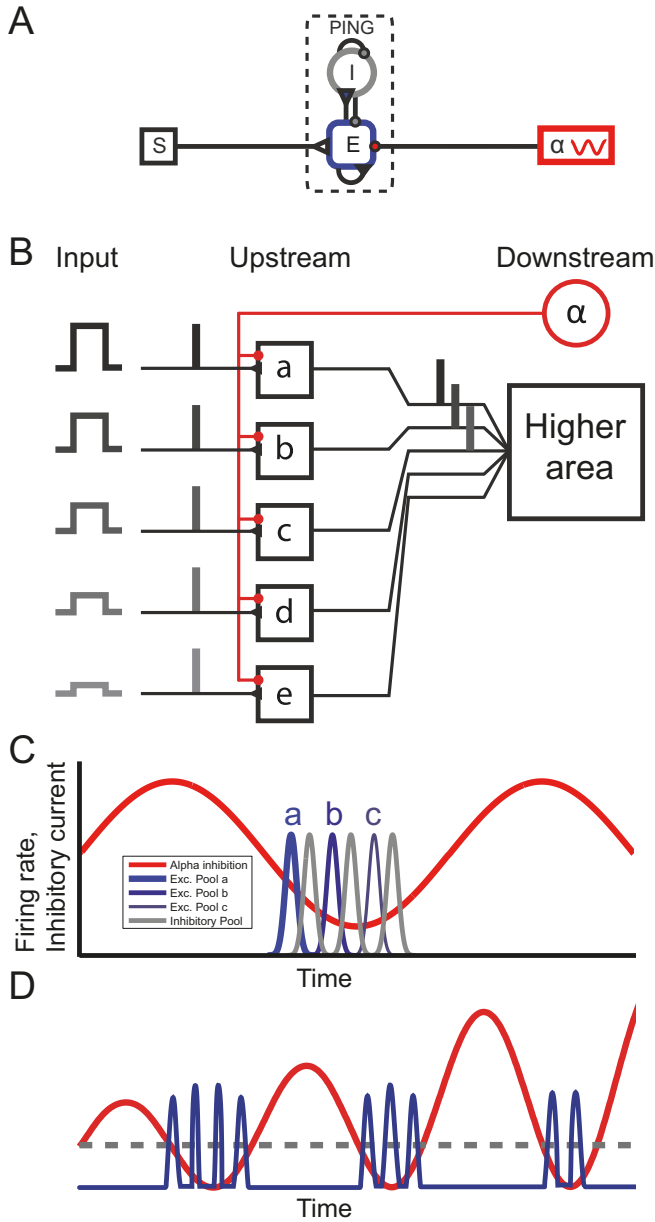 A
PING
I
S
E
α
B
Input
Upstream
Downstream
α
a
b
c
d
e
Higher
area
C
Firing rate,
Inhibitory current
a
b
c
Alpha inhibition
Exc. Pool a
Exc. Pool b
Exc. Pool c
Inhibitory Pool
Time
D
Time